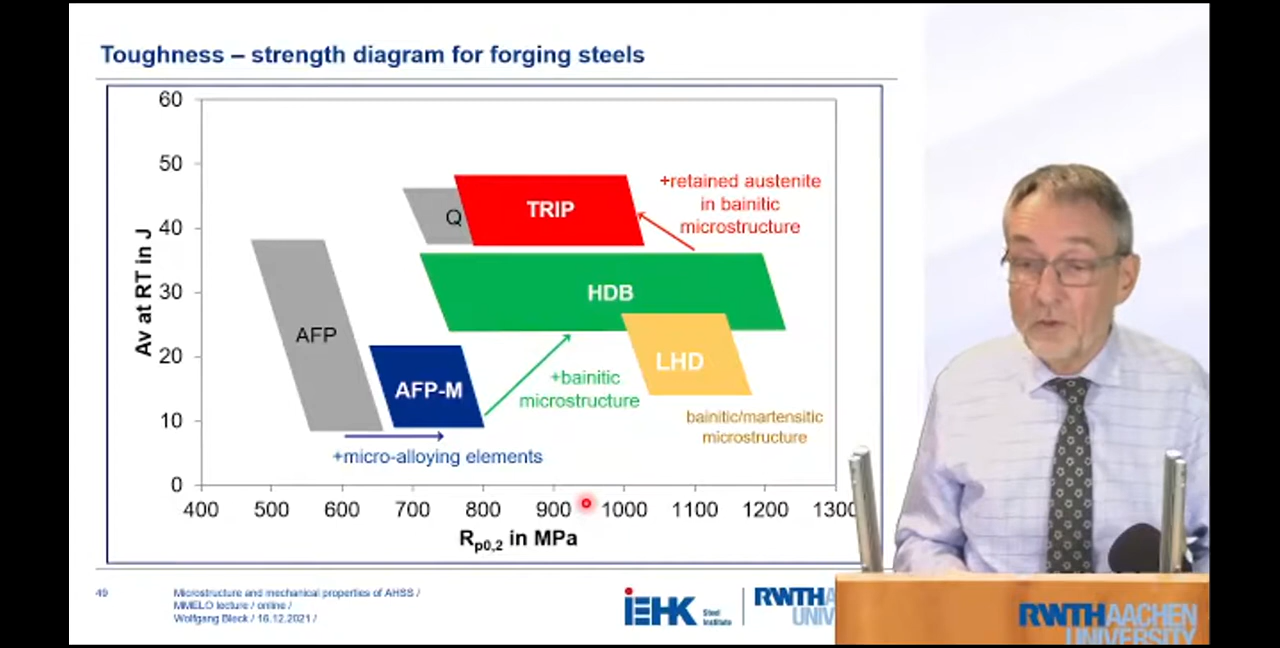 Toughness – strength diagram for forging steels
60
50
40
30
20
10
0
Av at RT in J
400 500 600 700 800 900 1000 1100 1200 1300
Rp0,2 in MPa
Q
TRIP
+retained austenite
in bainitic
microstructure
HDB
AFP
AFP-M
LHD
+bainitic
microstructure
bainitic/martensitic
microstructure
+micro-alloying elements
49
Microstructure and mechanical properties of AHSS /
MMELO lecture / online /
Wolfgang Bleck / 16.12.2021 /
iEHK
Steel
Institute
RWTHA
UNIV
RWTHAACHEN
UNIVERSITY